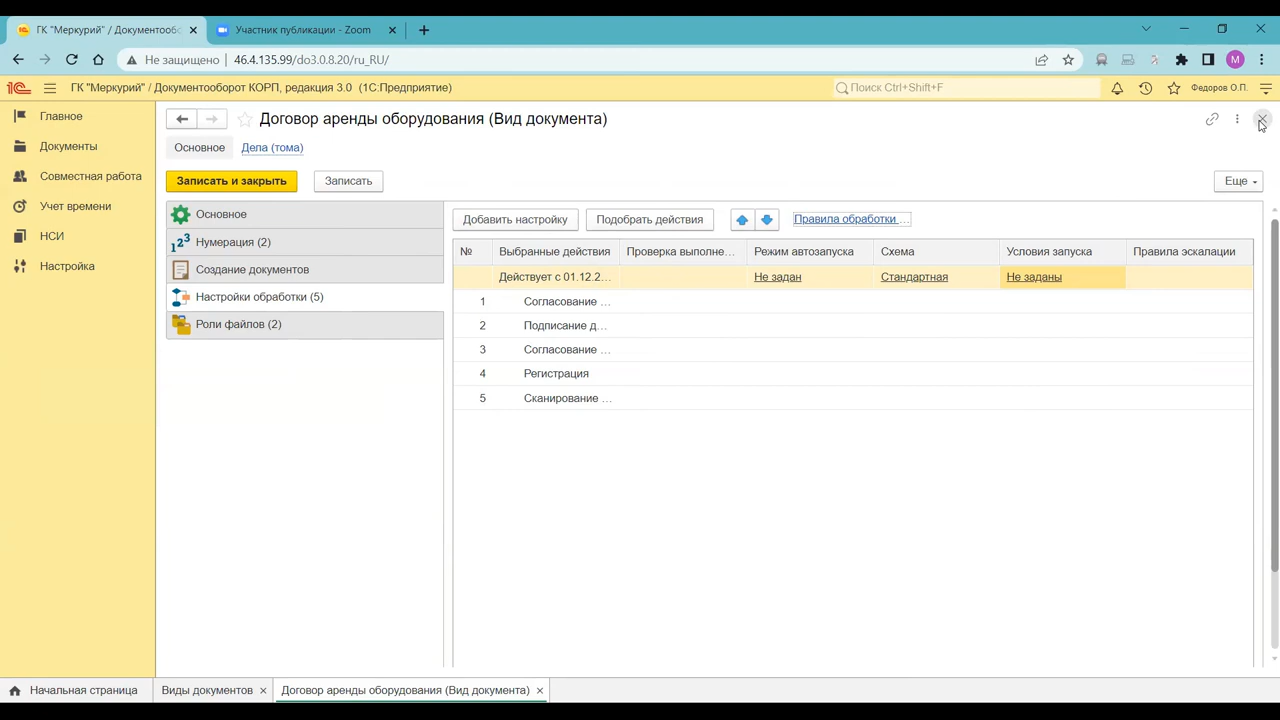 ГК "Меркурий" / Документообо
Участник публикации - Zoom
Не защищено
46.4.135.99/do3.0.8.20/ru_RU/
M
1С
ГК "Меркурий" / Документооборот КОРП, редакция 3.0 (1С:Предприятие)
Поиск Ctrl+Shift+F
Федоров О.П.
Главное
Документы
Совместная работа
Учет времени
НСИ
Настройка
Договор аренды оборудования (Вид документа)
Основное
Дела (тома)
Записать и закрыть
Записать
Еще
Основное
Нумерация (2)
Создание документов
Настройки обработки (5)
Роли файлов (2)
Добавить настройку
Подобрать действия
Правила обработки ...
№ Выбранные действия Проверка выполне... Режим автозапуска Схема Условия запуска Правила эскалации
Действует с 01.12.2... Не задан Стандартная Не заданы
1 Согласование ...
2 Подписание д...
3 Согласование ...
4 Регистрация
5 Сканирование ...
Начальная страница
Виды документов
Договор аренды оборудования (Вид документа)